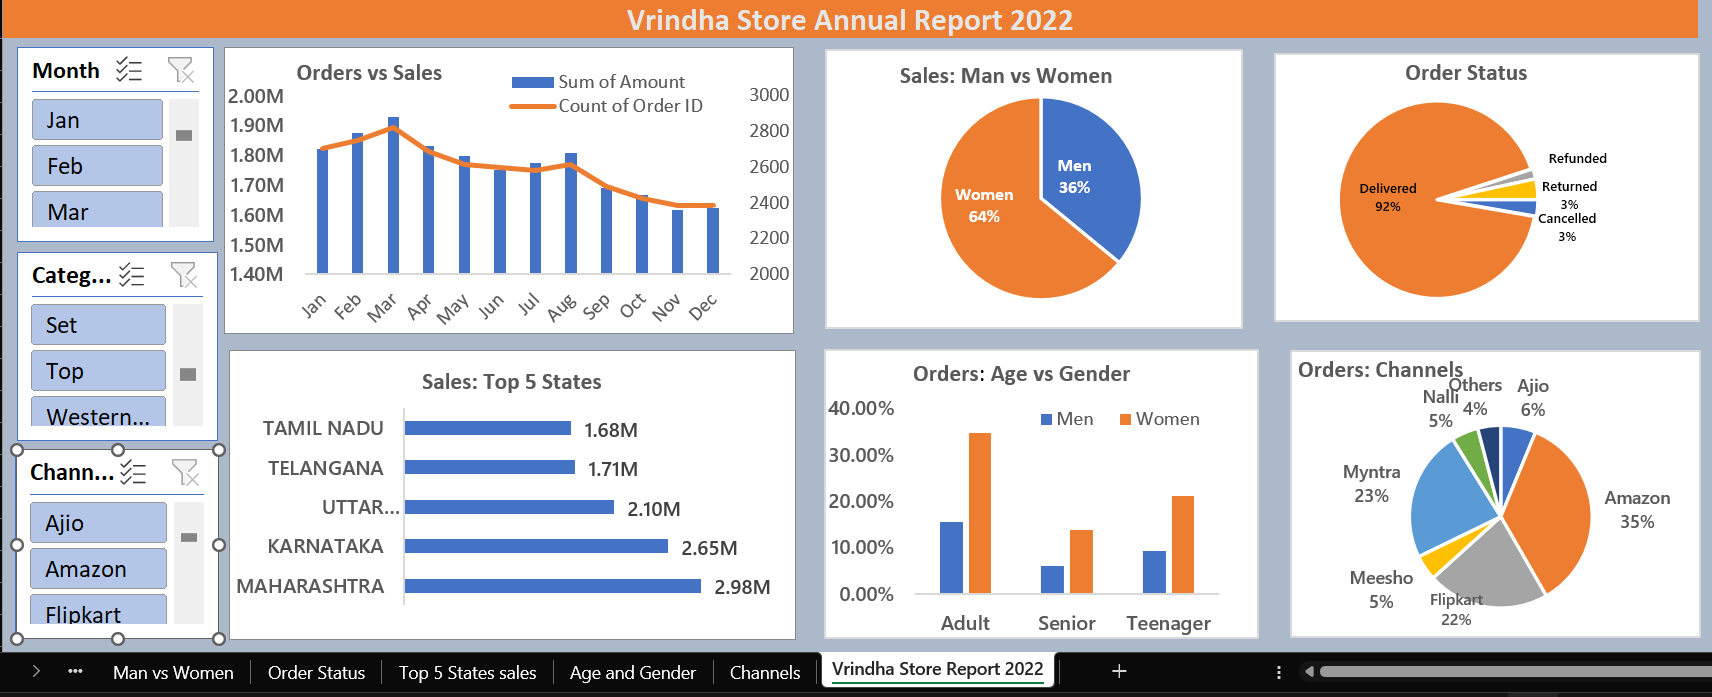 Vrindha Store Annual Report 2022
Month
Jan
Feb
Mar
Categ...
Set
Top
Western...
Chann...
Ajio
Amazon
Flipkart
Orders vs Sales
Sum of Amount
Count of Order ID
2.00M
1.90M
1.80M
1.70M
1.60M
1.50M
1.40M
3000
2800
2600
2400
2200
2000
Jan Feb Mar Apr May Jun Jul Aug Sep Oct Nov Dec
Sales: Man vs Women
Men
36%
Women
64%
Order Status
Refunded
Returned
3%
Cancelled
3%
Delivered
92%
Sales: Top 5 States
TAMIL NADU 1.68M
TELANGANA 1.71M
UTTAR... 2.10M
KARNATAKA 2.65M
MAHARASHTRA 2.98M
Orders: Age vs Gender
Men Women
40.00%
30.00%
20.00%
10.00%
0.00%
Adult Senior Teenager
Orders: Channels
Others
4%
Ajio
6%
Nalli
5%
Myntra
23%
Amazon
35%
Meesho
5%
Flipkart
22%
Man vs Women Order Status Top 5 States sales Age and Gender Channels Vrindha Store Report 2022